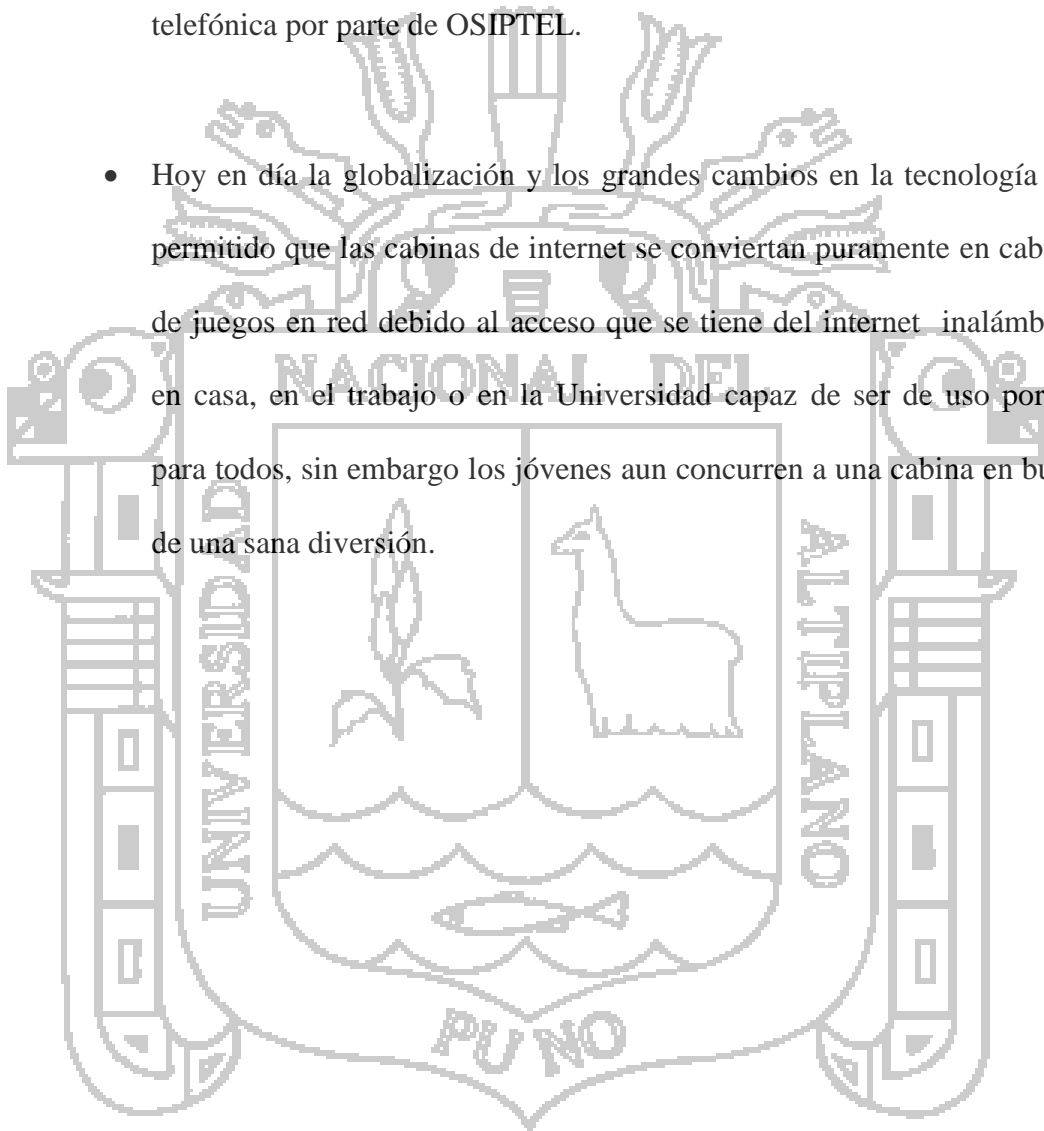 telefónica por parte de OSIPTEL.
• Hoy en día la globalización y los grandes cambios en la tecnología
permitido que las cabinas de internet se conviertan puramente en cab
de juegos en red debido al acceso que se tiene del internet inalámb
en casa, en el trabajo o en la Universidad capaz de ser de uso por
para todos, sin embargo los jóvenes aun concurren a una cabina en bu
de una sana diversión.
NACIONAL DEL
UNIVERSIDAD
ALTIPLANO
PUNO